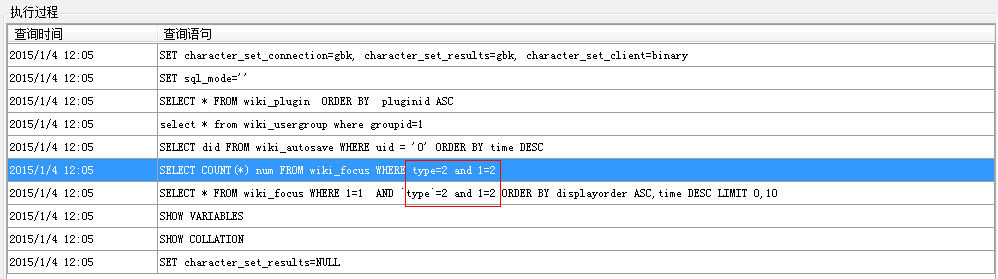 执行过程
查询时间 查询语句
2015/1/4 12:05 SET character_set_connection=gbk, character_set_results=gbk, character_set_client=binary
2015/1/4 12:05 SET sql_mode=''
2015/1/4 12:05 SELECT * FROM wiki_plugin  ORDER BY  pluginid ASC
2015/1/4 12:05 select * from wiki_usergroup where groupid=1
2015/1/4 12:05 SELECT did FROM wiki_autosave WHERE uid = '0' ORDER BY time DESC
2015/1/4 12:05 SELECT COUNT(*) num FROM wiki_focus WHERE type=2 and 1=2
2015/1/4 12:05 SELECT * FROM wiki_focus WHERE 1=1  AND `type`=2 and 1=2 ORDER BY displayorder ASC,time DESC LIMIT 0,10
2015/1/4 12:05 SHOW VARIABLES
2015/1/4 12:05 SHOW COLLATION
2015/1/4 12:05 SET character_set_results=NULL